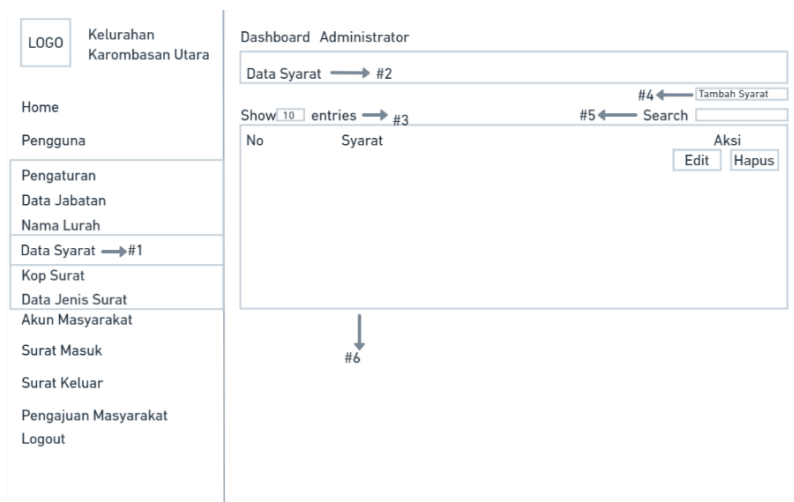 LOGO
Kelurahan
Karombasan Utara
Home
Pengguna
Pengaturan
Data Jabatan
Nama Lurah
Data Syarat #1
Kop Surat
Data Jenis Surat
Akun Masyarakat
Surat Masuk
Surat Keluar
Pengajuan Masyarakat
Logout
Dashboard Administrator
Data Syarat #2
#4 Tambah Syarat
Show 10 entries #3 #5 Search
No Syarat Aksi
Edit Hapus
#6